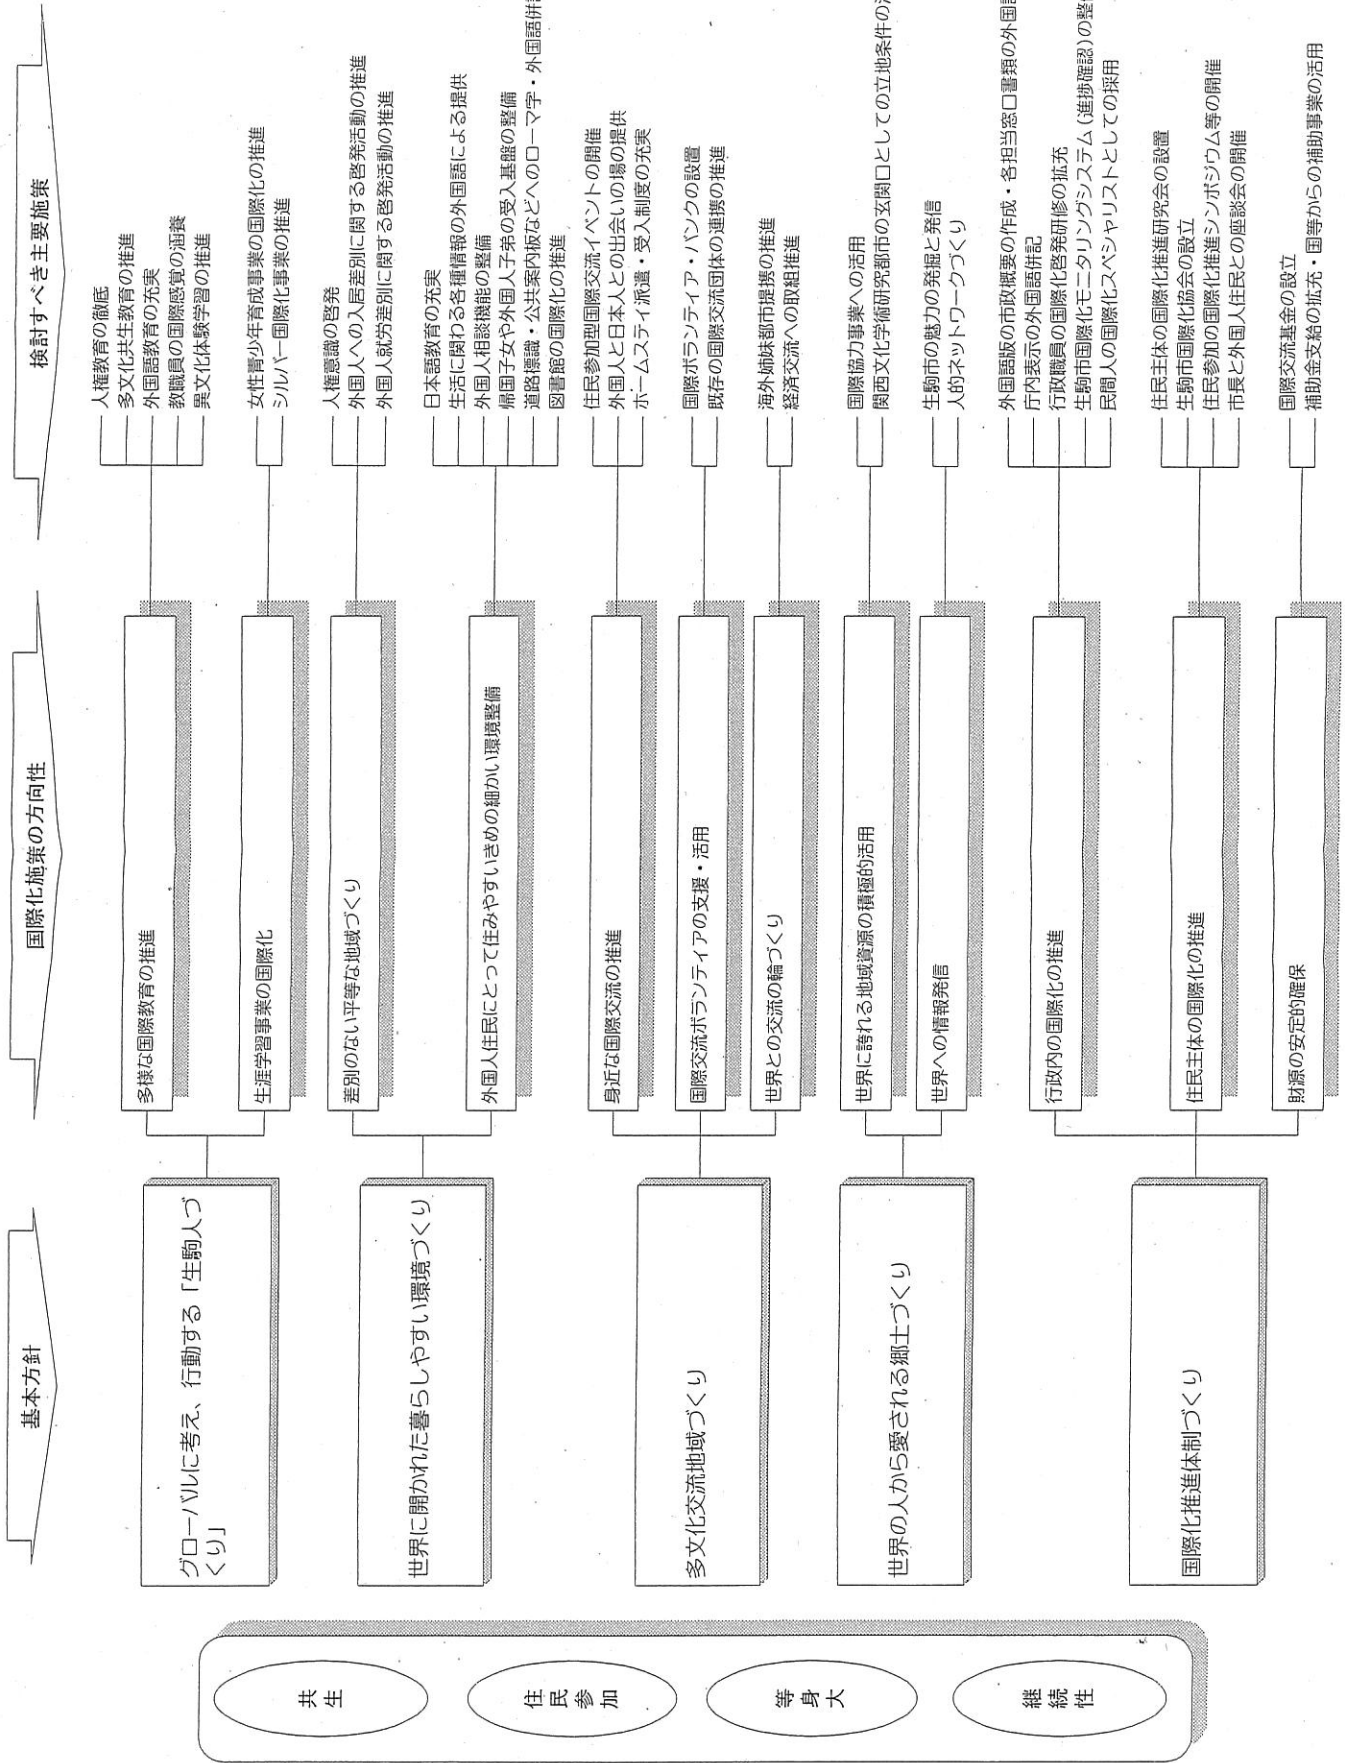 基本方針
国際化施策の方向性
検討すべき主要施策
共生
住民参加
等身大
継続性
グローバルに考え、行動する「生駒人づ
くり」
多様な国際教育の推進
人権教育の徹底
多文化共生教育の推進
外国語教育の充実
教職員の国際感覚の涵養
異文化体験学習の推進
生涯学習事業の国際化
女性青少年育成事業の国際化の推進
シルバー国際化事業の推進
世界に開かれた暮らしやすい環境づくり
差別のない平等な地域づくり
人権意識の啓発
外国人への入居差別に関する啓発活動の推進
外国人就労差別に関する啓発活動の推進
外国人住民にとって住みやすいきめの細かい環境整備
日本語教育の充実
生活に関わる各種情報の外国語による提供
外国人相談機能の整備
帰国子女や外国人子弟の受入基盤の整備
道路標識・公共案内板などへのローマ字・外国語併
図書館の国際化の推進
多文化交流地域づくり
身近な国際交流の推進
住民参加型国際交流イベントの開催
外国人と日本人との出会いの場の提供
ホームスティ派遣・受入制度の充実
国際交流ボランティアの支援・活用
国際ボランティア・バンクの設置
既存の国際交流団体の連携の推進
世界との交流の輪づくり
海外姉妹都市提携の推進
経済交流への取組推進
世界の人から愛される郷土づくり
世界に誇れる地域資源の積極的活用
国際協力事業への活用
関西文化学術研究都市の玄関口としての立地条件の
世界への情報発信
生駒市の魅力の発掘と発信
人的ネットワークづくり
国際化推進体制づくり
行政内の国際化の推進
外国語版の市政概要の作成・各担当窓口書類の外国
庁内表示の外国語併記
行政職員の国際化啓発研修の拡充
生駒市国際化モニタリングシステム(進捗確認)の整
民間人の国際化スペシャリストとしての採用
住民主体の国際化の推進
住民主体の国際化推進研究会の設置
生駒市国際化協会の設立
住民参加の国際化推進シンポジウム等の開催
市長と外国人住民との座談会の開催
財源の安定的確保
国際交流基金の設立
補助金支給の拡充・国等からの補助事業の活用